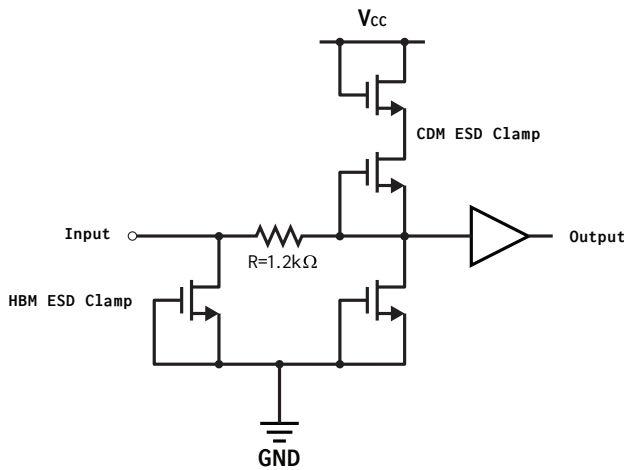 Vcc
CDM ESD Clamp
Input
Output
R=1.2kΩ
HBM ESD Clamp
GND